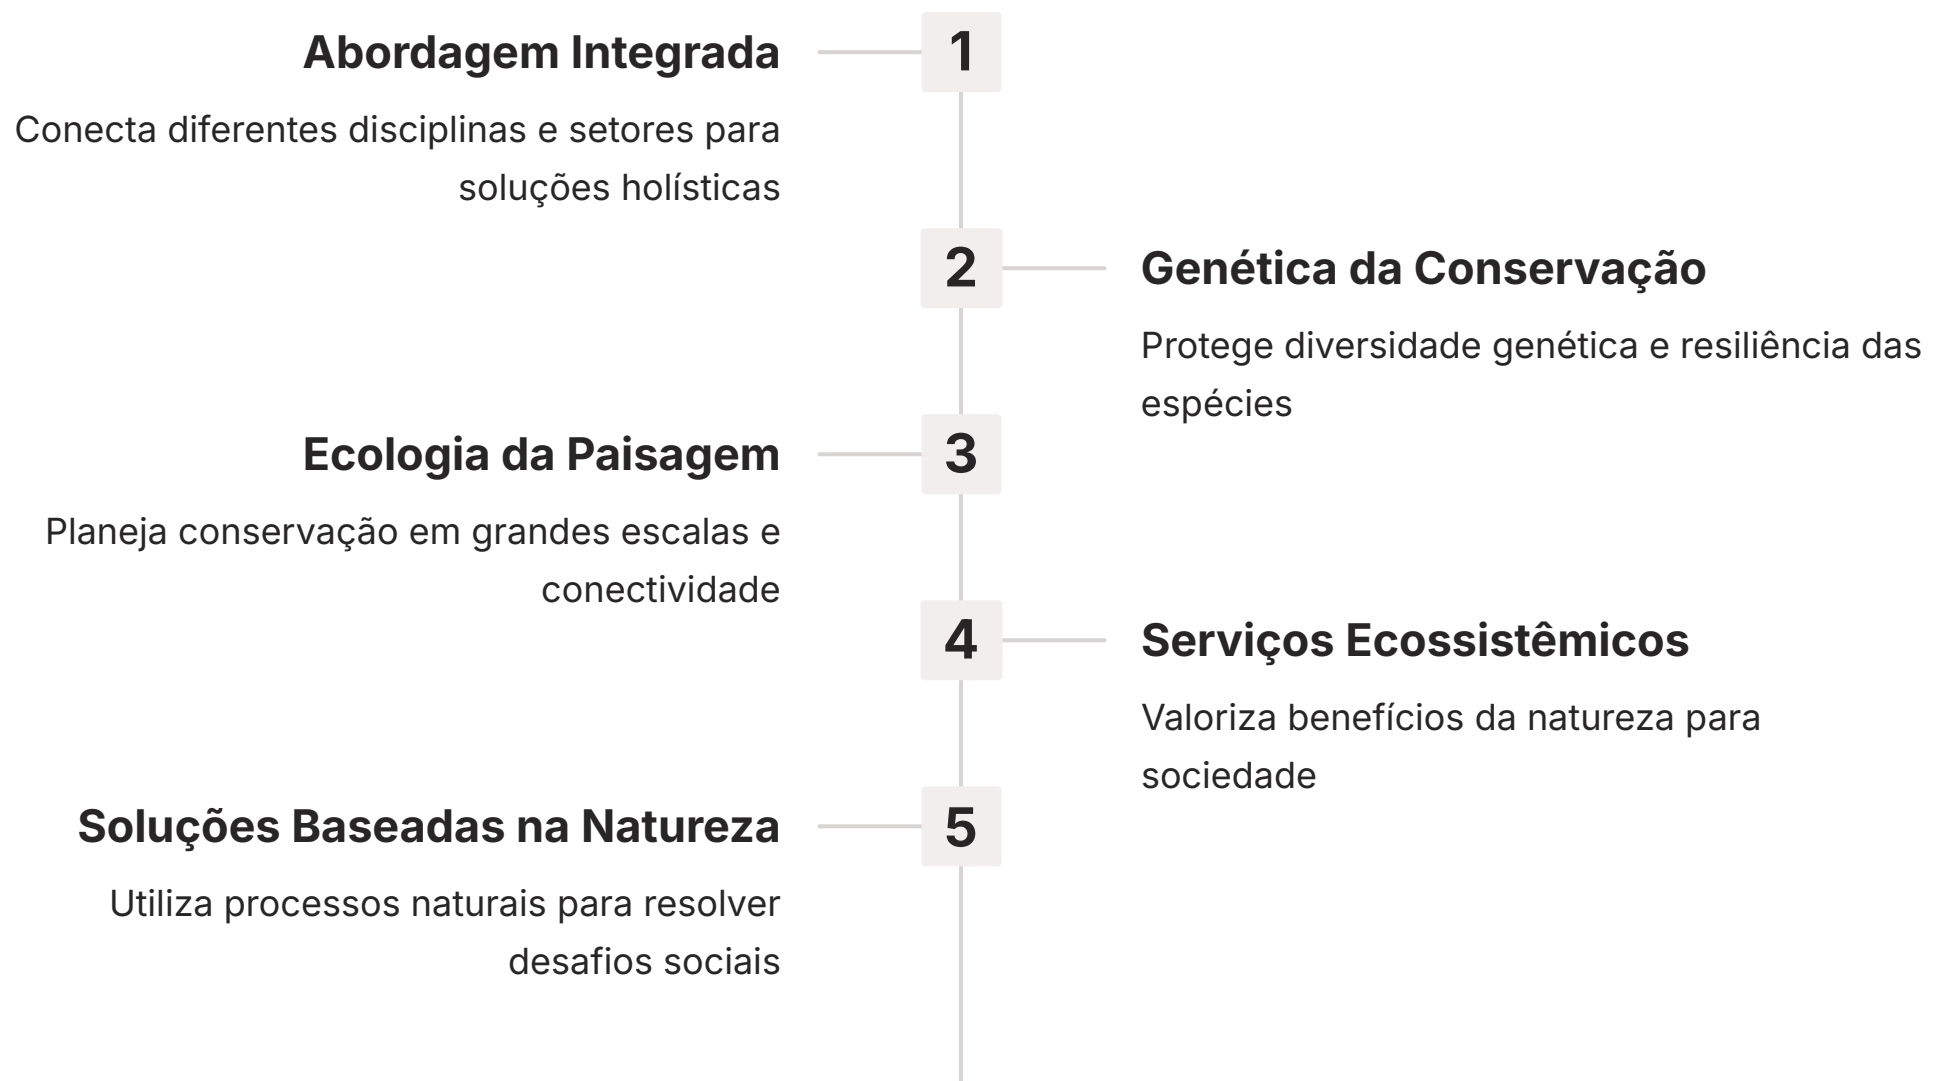 Abordagem Integrada
1
Conecta diferentes disciplinas e setores para
soluções holísticas
2
Genética da Conservação
Protege diversidade genética e resiliência das
espécies
Ecologia da Paisagem
3
Planeja conservação em grandes escalas e
conectividade
4
Serviços Ecossistêmicos
Valoriza benefícios da natureza para
sociedade
Soluções Baseadas na Natureza
5
Utiliza processos naturais para resolver
desafios sociais